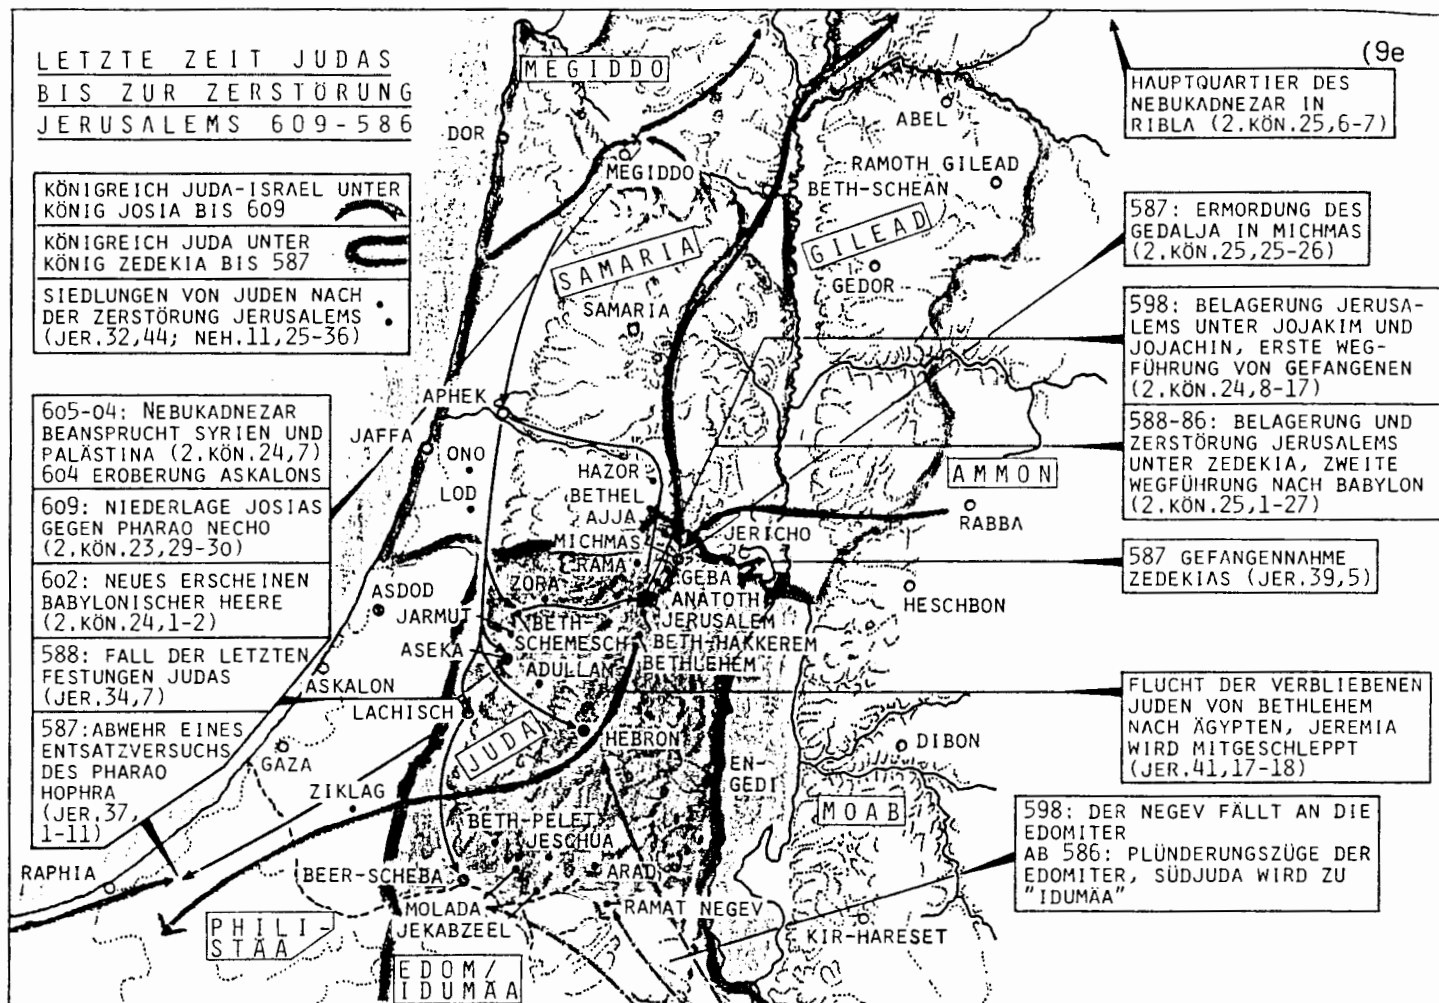 LETZTE ZEIT JUDAS
BIS ZUR ZERSTÖRUNG
JERUSALEMS 609-586
(9e
KÖNIGREICH JUDA-ISRAEL UNTER
KÖNIG JOSIA BIS 609
KÖNIGREICH JUDA UNTER
KÖNIG ZEDEKIA BIS 587
SIEDLUNGEN VON JUDEN NACH
DER ZERSTÖRUNG JERUSALEMS
(JER.32,44; NEH.11,25-36)
605-04: NEBUKADNEZAR
BEANSPRUCHT SYRIEN UND
PALÄSTINA (2.KÖN.24,7)
604 EROBERUNG ASKALONS
609: NIEDERLAGE JOSIAS
GEGEN PHARAO NECHO
(2.KÖN.23,29-30)
602: NEUES ERSCHEINEN
BABYLONISCHER HEERE
(2.KÖN.24,1-2)
588: FALL DER LETZTEN
FESTUNGEN JUDAS
(JER.34,7)
587:ABWEHR EINES
ENTSATZVERSUCHS
DES PHARAO
HOPHRA
(JER.37,
1-11)
HAUPTQUARTIER DES
NEBUKADNEZAR IN
RIBLA (2.KÖN.25,6-7)
587: ERMORDUNG DES
GEDALJA IN MICHMAS
(2.KÖN.25,25-26)
598: BELAGERUNG JERUSA-
LEMS UNTER JOJAKIM UND
JOJACHIN, ERSTE WEG-
FÜHRUNG VON GEFANGENEN
(2.KÖN.24,8-17)
588-86: BELAGERUNG UND
ZERSTÖRUNG JERUSALEMS
UNTER ZEDEKIA, ZWEITE
WEGFÜHRUNG NACH BABYLON
(2.KÖN.25,1-27)
587 GEFANGENNAHME
ZEDEKIAS (JER.39,5)
FLUCHT DER VERBLIEBENEN
JUDEN VON BETHLEHEM
NACH ÄGYPTEN, JEREMIA
WIRD MITGESCHLEPPT
(JER.41,17-18)
598: DER NEGEV FÄLLT AN DIE
EDOMITER
AB 586: PLÜNDERUNGSZÜGE DER
EDOMITER, SÜDJUDA WIRD ZU
"IDUMÄA"
MEGIDDO
DOR
MEGIDDO
ABEL
RAMOTH GILEAD
BETH-SCHEAN
GILEAD
GEDOR
SAMARIA
SAMARIA
APHEK
JAFFA
ONO
LOD
HAZOR
BETHEL
AJJA
MICHMAS
RAMA
ZORA
JERICHO
AMMON
RABBA
HESCHBON
GEBA
ANATOTH
JERUSALEM
BETH-HAKKEREM
BETHLEHEM
ASDOD
JARMUT
BETH-
SCHEMESCH
ASEKA
ADULLAM
ASKALON
LACHISCH
JUDA
HEBRON
EN-
GEDI
DIBON
MOAB
GAZA
ZIKLAG
BETH-PELET
JESCHUA
RAPHIA
BEER-SCHEBA
ARAD
MOLADA
JEKABZEEL
RAMAT NEGEV
KIR-HARESET
PHILI-
STÄA
EDOM/
IDUMÄA